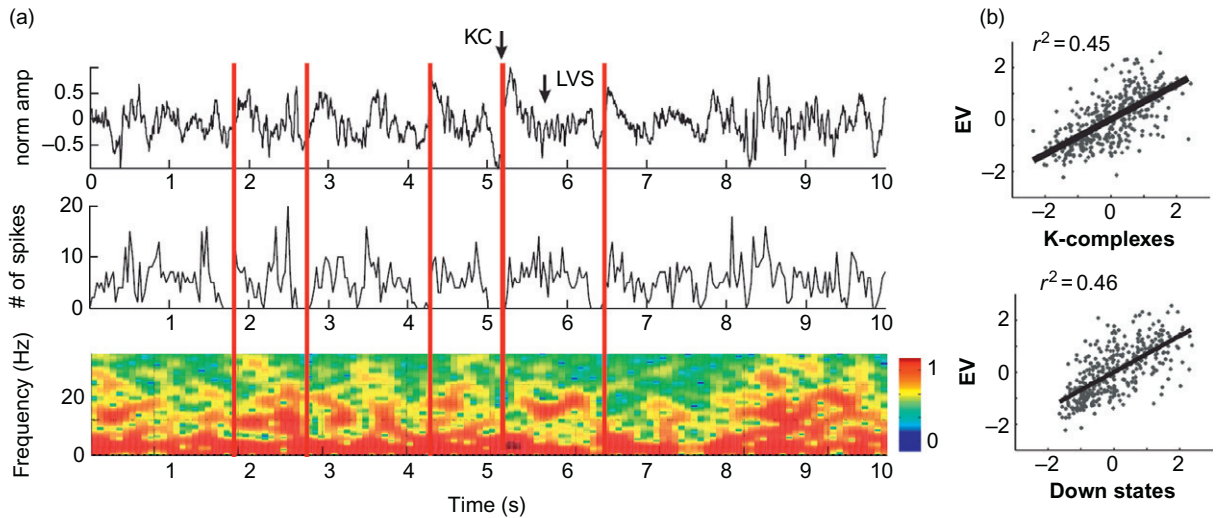 (a)
KC
LVS
norm amp
0.5
0
–0.5
0 1 2 3 4 5 6 7 8 9 10
# of spikes
20
10
0
1 2 3 4 5 6 7 8 9 10
Frequency (Hz)
20
0
1
0
1 2 3 4 5 6 7 8 9 10
Time (s)
(b)
r² = 0.45
EV
2
0
–2
–2 0 2
K-complexes
r² = 0.46
EV
2
0
–2
–2 0 2
Down states